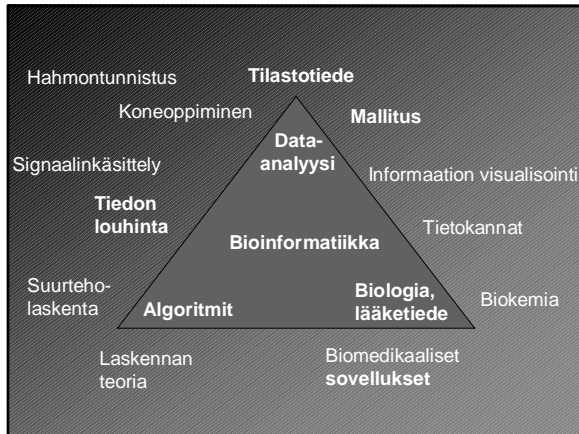 Tilastotiede
Hahmontunnistus
Koneoppiminen
Mallitus
Data-
analyysi
Signaalinkäsittely
Informaation visualisointi
Tiedon
louhinta
Tietokannat
Bioinformatiikka
Suurteho-
laskenta
Algoritmit
Biologia,
lääketiede
Biokemia
Laskennan
teoria
Biomedikaaliset
sovellukset